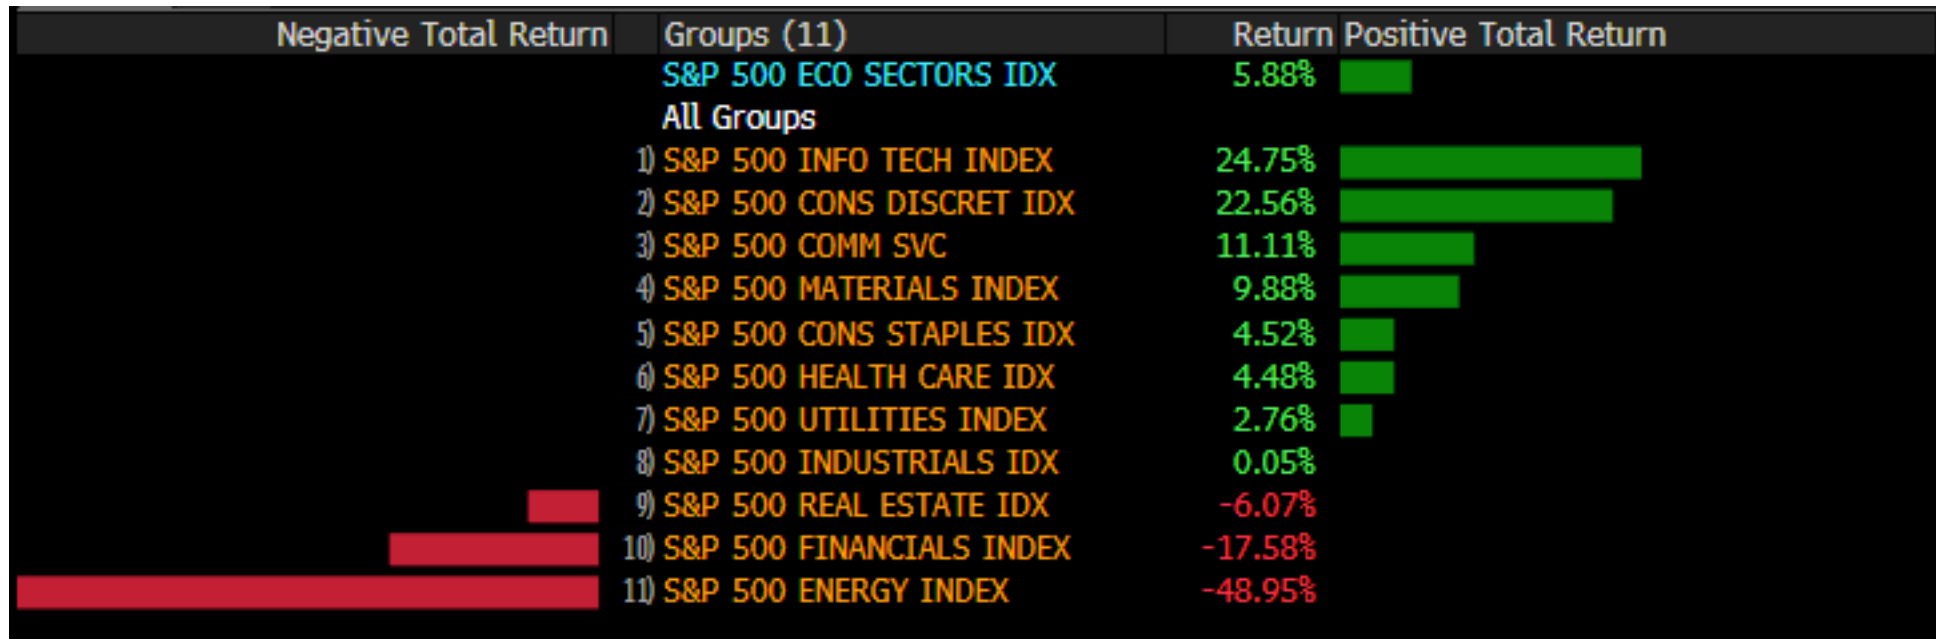 Negative Total Return Groups (11) Return Positive Total Return
S&P 500 ECO SECTORS IDX 5.88%
All Groups
1) S&P 500 INFO TECH INDEX 24.75%
2) S&P 500 CONS DISCRET IDX 22.56%
3) S&P 500 COMM SVC 11.11%
4) S&P 500 MATERIALS INDEX 9.88%
5) S&P 500 CONS STAPLES IDX 4.52%
6) S&P 500 HEALTH CARE IDX 4.48%
7) S&P 500 UTILITIES INDEX 2.76%
8) S&P 500 INDUSTRIALS IDX 0.05%
9) S&P 500 REAL ESTATE IDX -6.07%
10) S&P 500 FINANCIALS INDEX -17.58%
11) S&P 500 ENERGY INDEX -48.95%